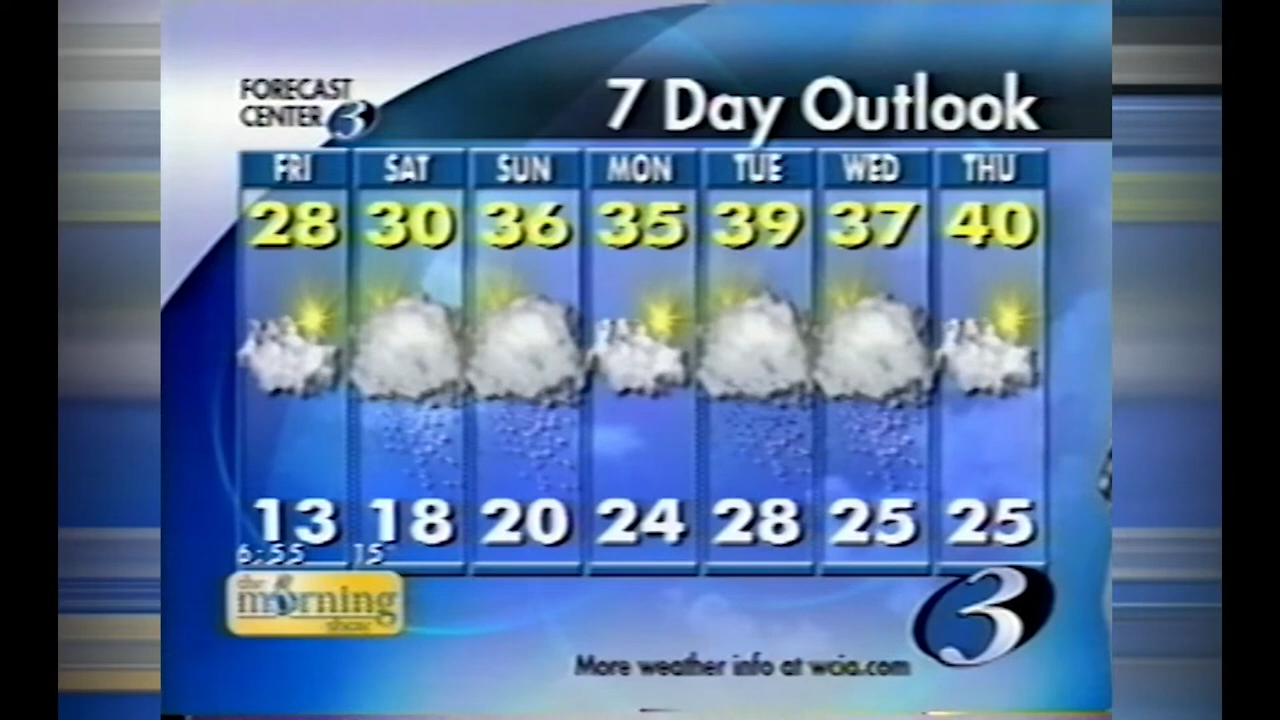 FORECAST
CENTER 3
7 Day Outlook
FRI SAT SUN MON TUE WED THU
28 30 36 35 39 37 40
13 18 20 24 28 25 25
6:55 15°
the
morning
show
3
More weather info at wcia.com